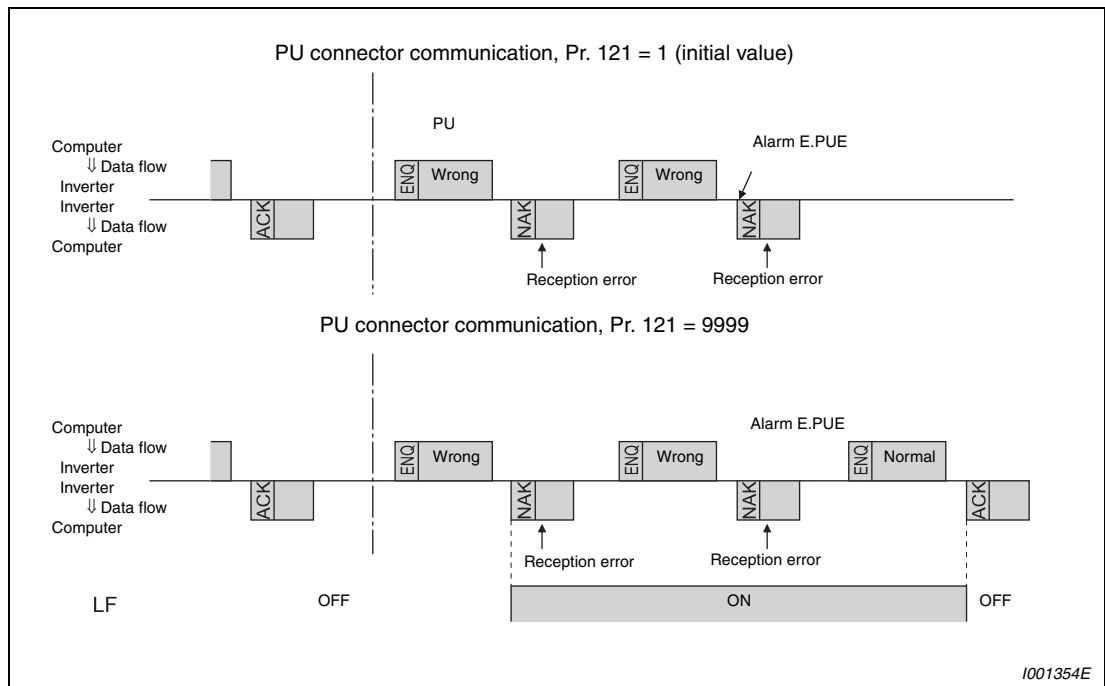 PU connector communication, Pr. 121 = 1 (initial value)
PU
Alarm E.PUE
Computer
⇓ Data flow
Inverter
Inverter
⇓ Data flow
Computer
ENQ
Wrong
ENQ
Wrong
ACK
NAK
NAK
Reception error
Reception error
PU connector communication, Pr. 121 = 9999
Alarm E.PUE
Computer
⇓ Data flow
Inverter
Inverter
⇓ Data flow
Computer
ENQ
Wrong
ENQ
Wrong
ENQ
Normal
ACK
NAK
NAK
ACK
Reception error
Reception error
LF
OFF
ON
OFF
I001354E